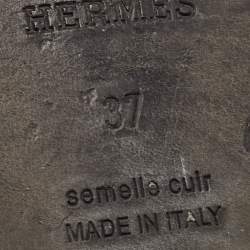 HERMES
37
semelle cuir
MADE IN ITALY